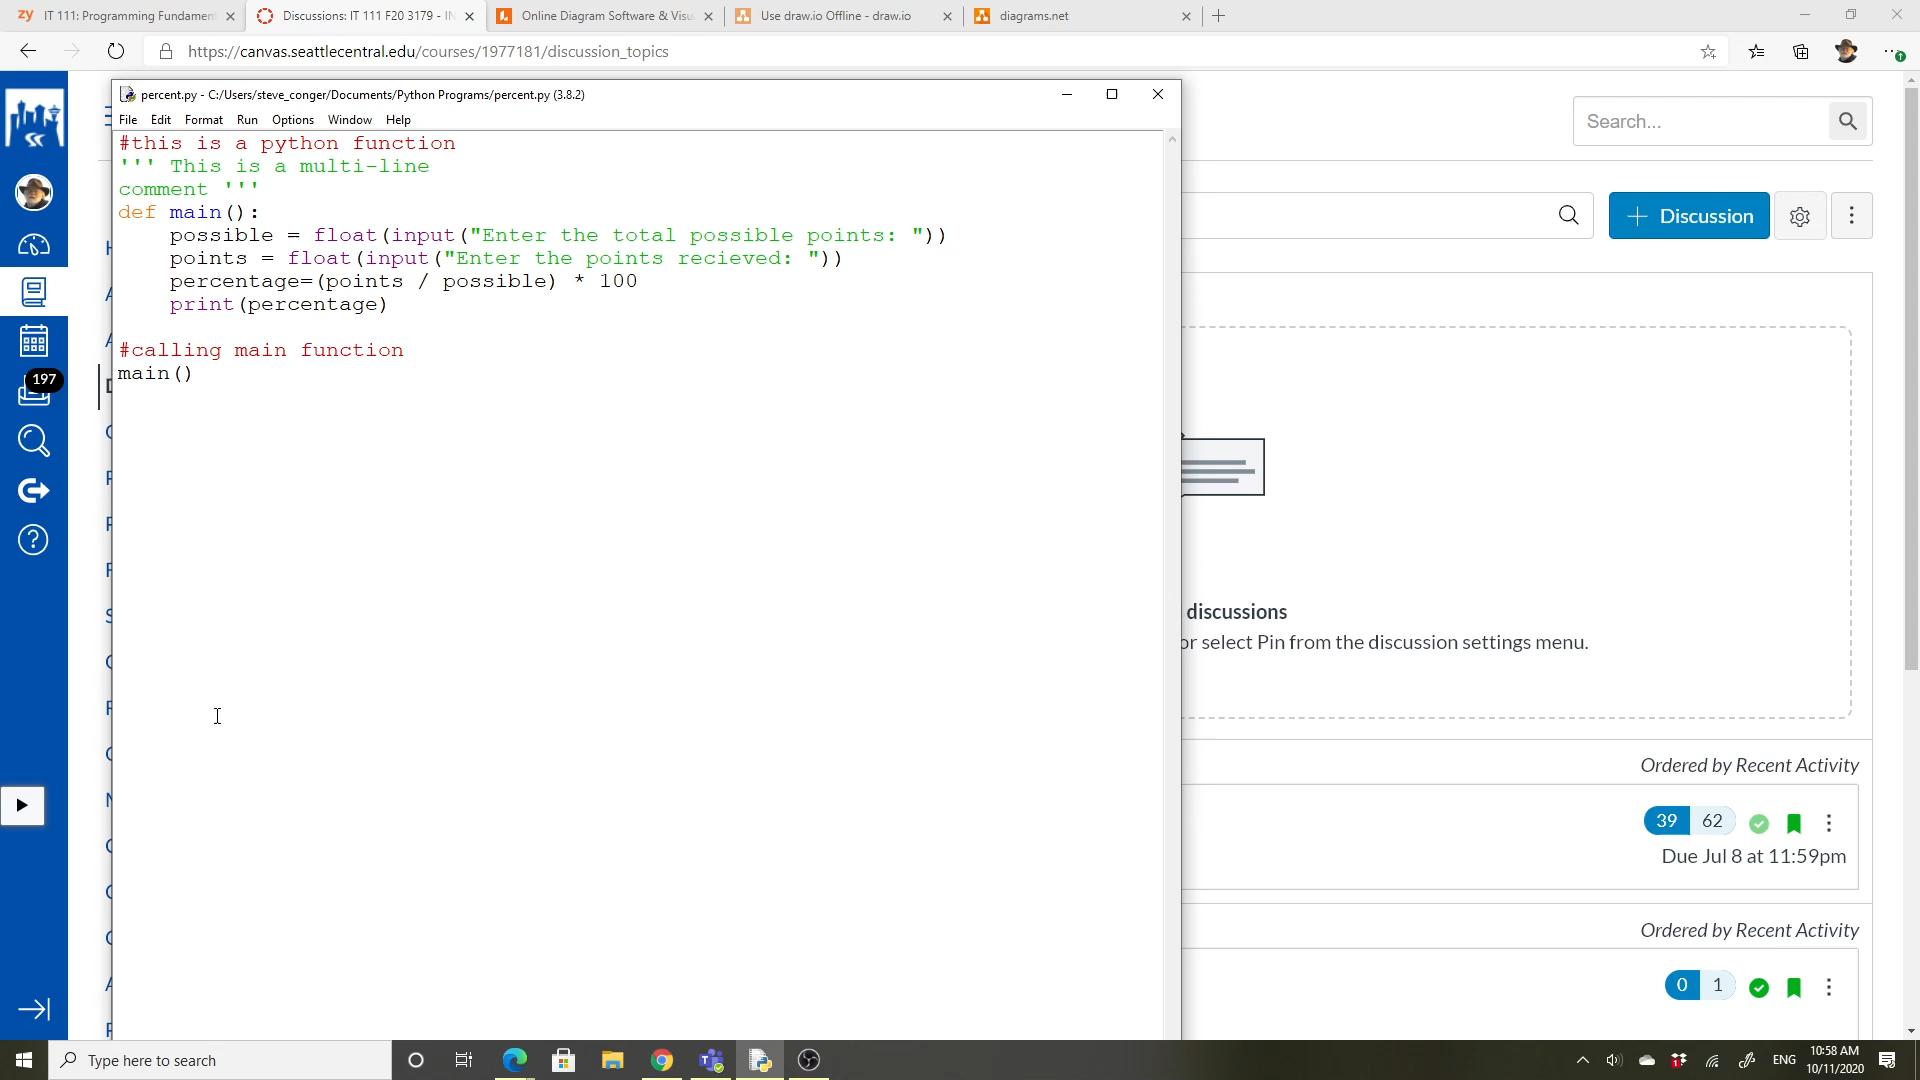 IT 111: Programming Fundamen
Discussions: IT 111 F20 3179 - IN
Online Diagram Software & Visu
Use draw.io Offline - draw.io
diagrams.net
https://canvas.seattlecentral.edu/courses/1977181/discussion_topics
percent.py - C:/Users/steve_conger/Documents/Python Programs/percent.py (3.8.2)
File Edit Format Run Options Window Help
#this is a python function
''' This is a multi-line
comment '''
def main():
    possible = float(input("Enter the total possible points: "))
    points = float(input("Enter the points recieved: "))
    percentage=(points / possible) * 100
    print(percentage)
#calling main function
main()
197
Search...
+ Discussion
discussions
or select Pin from the discussion settings menu.
Ordered by Recent Activity
39 62
Due Jul 8 at 11:59pm
Ordered by Recent Activity
0 1
Type here to search
ENG
10:58 AM
10/11/2020